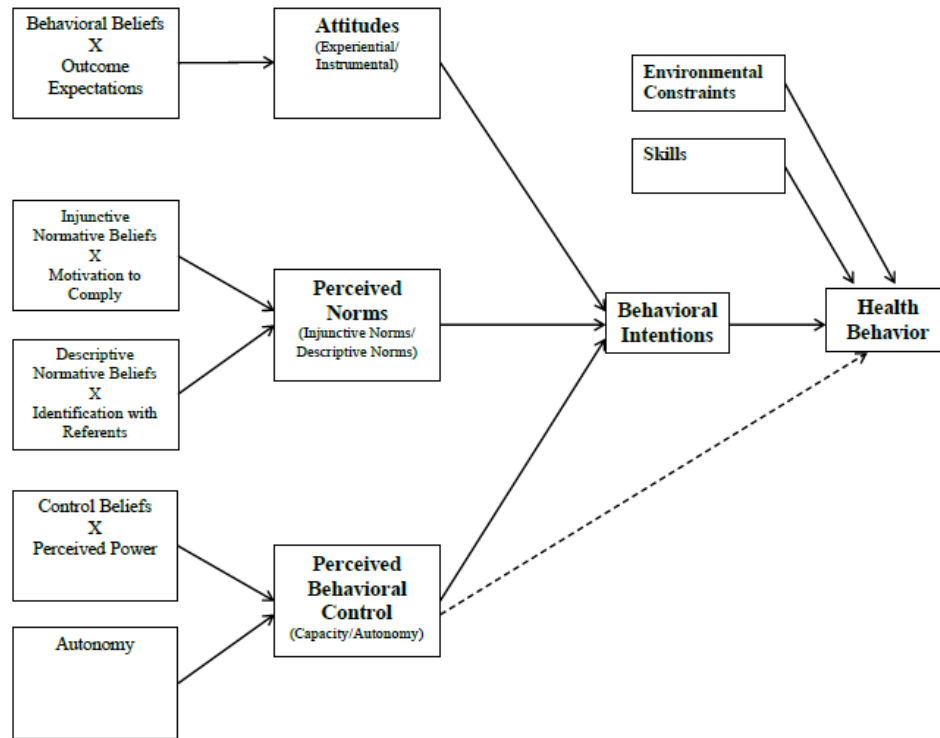 Behavioral Beliefs
X
Outcome
Expectations
Attitudes
(Experiential/
Instrumental)
Environmental
Constraints
Skills
Injunctive
Normative Beliefs
X
Motivation to
Comply
Perceived
Norms
(Injunctive Norms/
Descriptive Norms)
Behavioral
Intentions
Health
Behavior
Descriptive
Normative Beliefs
X
Identification with
Referents
Control Beliefs
X
Perceived Power
Perceived
Behavioral
Control
(Capacity/Autonomy)
Autonomy